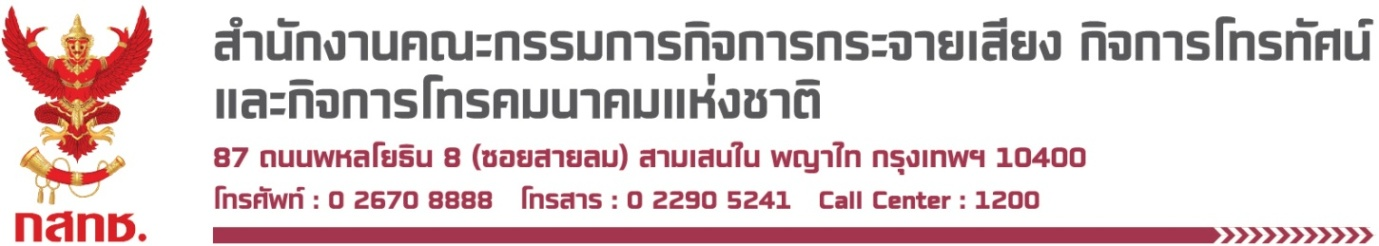 สำนักงานคณะกรรมการกิจการกระจายเสียง กิจการโทรทัศน์
และกิจการโทรคมนาคมแห่งชาติ
87 ถนนพหลโยธิน 8 (ซอยสายลม) สามเสนใน พญาไท กรุงเทพฯ 10400
โทรศัพท์ : 0 2670 8888 โทรสาร : 0 2290 5241 Call Center : 1200
กสทช.